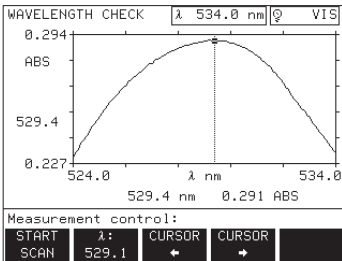 WAVELENGTH CHECK λ 534.0 nm VIS
0.294
ABS
529.4
0.227
524.0 λ nm 534.0
529.4 nm 0.291 ABS
Measurement control:
START SCAN λ: 529.1 CURSOR ← CURSOR →